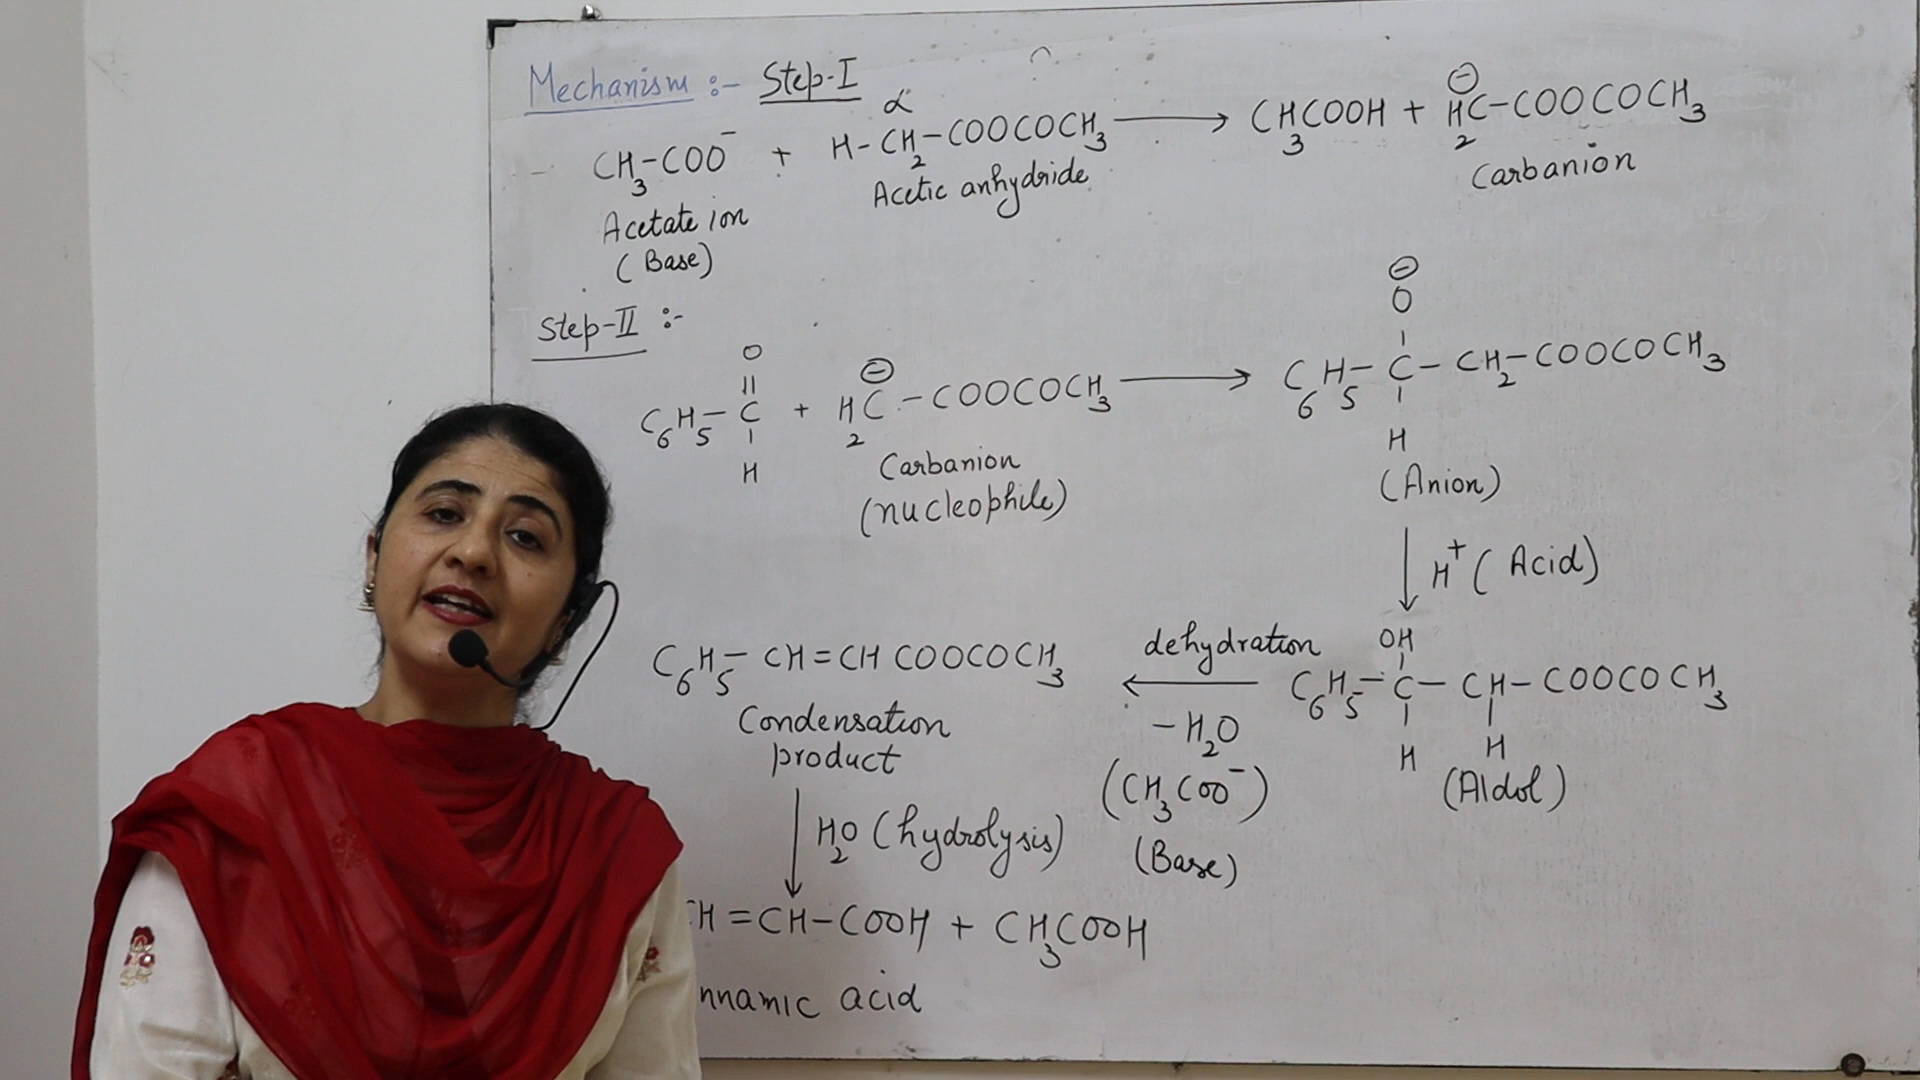 Mechanism :- Step-I
α
CH₃-COO⁻ + H-CH₂-COOCOCH₃ ⟶ CH₃COOH + H₂C⊖-COOCOCH₃
Acetate ion
(Base)
Acetic anhydride
Carbanion
Step-II :-
O
||
C₆H₅-C + H₂C⊖-COOCOCH₃ ⟶ C₆H₅-C-CH₂-COOCOCH₃
H
Carbanion
(nucleophile)
⊖
O
H
(Anion)
↓ H⁺ (Acid)
OH
C₆H₅-C-CH-COOCOCH₃
H H
(Aldol)
dehydration
⟵
-H₂O
(CH₃COO⁻)
(Base)
C₆H₅-CH=CHCOOCOCH₃
Condensation
product
↓ H₂O (hydrolysis)
H=CH-COOH + CH₃COOH
nnamic acid